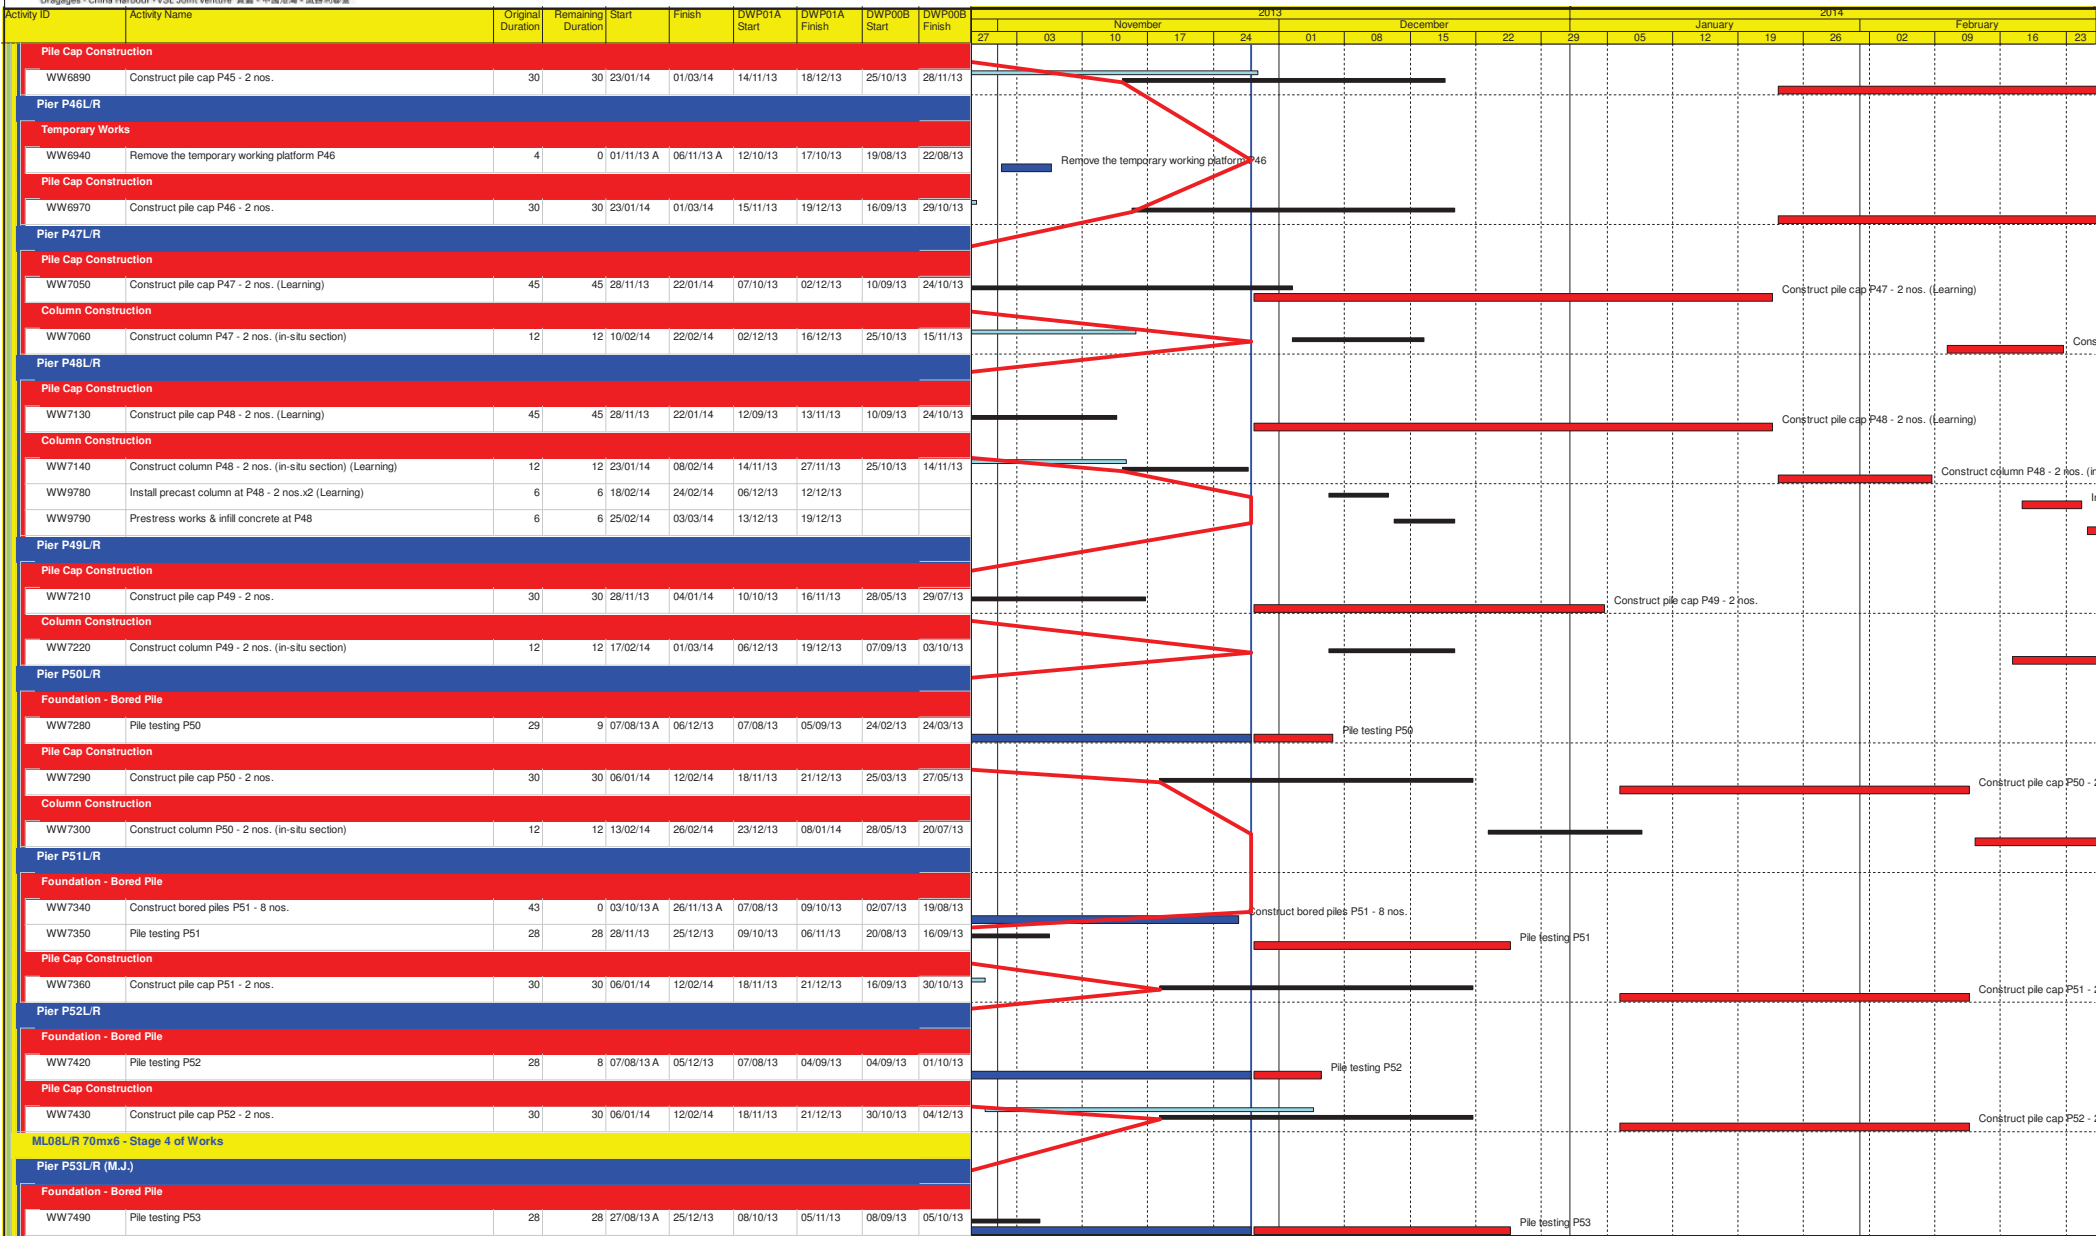 Dragages - China Harbour - VSL Joint Venture
Activity ID Activity Name Original Duration Remaining Duration Start Finish DWP01A Start DWP01A Finish DWP00B Start DWP00B Finish
2013 2014
November December January February
27 03 10 17 24 01 08 15 22 29 05 12 19 26 02 09 16 23
Pile Cap Construction
WW6890 Construct pile cap P45 - 2 nos. 30 30 23/01/14 01/03/14 14/11/13 18/12/13 25/10/13 28/11/13
Pier P46L/R
Temporary Works
WW6940 Remove the temporary working platform P46 4 0 01/11/13 A 06/11/13 A 12/10/13 17/10/13 19/08/13 22/08/13 Remove the temporary working platform P46
Pile Cap Construction
WW6970 Construct pile cap P46 - 2 nos. 30 30 23/01/14 01/03/14 15/11/13 19/12/13 16/09/13 29/10/13
Pier P47L/R
Pile Cap Construction
WW7050 Construct pile cap P47 - 2 nos. (Learning) 45 45 28/11/13 22/01/14 07/10/13 02/12/13 10/09/13 24/10/13 Construct pile cap P47 - 2 nos. (Learning)
Column Construction
WW7060 Construct column P47 - 2 nos. (in-situ section) 12 12 10/02/14 22/02/14 02/12/13 16/12/13 25/10/13 15/11/13 Cons
Pier P48L/R
Pile Cap Construction
WW7130 Construct pile cap P48 - 2 nos. (Learning) 45 45 28/11/13 22/01/14 12/09/13 13/11/13 10/09/13 24/10/13 Construct pile cap P48 - 2 nos. (Learning)
Column Construction
WW7140 Construct column P48 - 2 nos. (in-situ section) (Learning) 12 12 23/01/14 08/02/14 14/11/13 27/11/13 25/10/13 14/11/13 Construct column P48 - 2 nos. (in
WW9780 Install precast column at P48 - 2 nos.x2 (Learning) 6 6 18/02/14 24/02/14 06/12/13 12/12/13
WW9790 Prestress works & infill concrete at P48 6 6 25/02/14 03/03/14 13/12/13 19/12/13
Pier P49L/R
Pile Cap Construction
WW7210 Construct pile cap P49 - 2 nos. 30 30 28/11/13 04/01/14 10/10/13 16/11/13 28/05/13 29/07/13 Construct pile cap P49 - 2 nos.
Column Construction
WW7220 Construct column P49 - 2 nos. (in-situ section) 12 12 17/02/14 01/03/14 06/12/13 19/12/13 07/09/13 03/10/13
Pier P50L/R
Foundation - Bored Pile
WW7280 Pile testing P50 29 9 07/08/13 A 06/12/13 07/08/13 05/09/13 24/02/13 24/03/13 Pile testing P50
Pile Cap Construction
WW7290 Construct pile cap P50 - 2 nos. 30 30 06/01/14 12/02/14 18/11/13 21/12/13 25/03/13 27/05/13 Construct pile cap P50 - 2
Column Construction
WW7300 Construct column P50 - 2 nos. (in-situ section) 12 12 13/02/14 26/02/14 23/12/13 08/01/14 28/05/13 20/07/13
Pier P51L/R
Foundation - Bored Pile
WW7340 Construct bored piles P51 - 8 nos. 43 0 03/10/13 A 26/11/13 A 07/08/13 09/10/13 02/07/13 19/08/13 Construct bored piles P51 - 8 nos.
WW7350 Pile testing P51 28 28 28/11/13 25/12/13 09/10/13 06/11/13 20/08/13 16/09/13 Pile testing P51
Pile Cap Construction
WW7360 Construct pile cap P51 - 2 nos. 30 30 06/01/14 12/02/14 18/11/13 21/12/13 16/09/13 30/10/13 Construct pile cap P51 - 2
Pier P52L/R
Foundation - Bored Pile
WW7420 Pile testing P52 28 8 07/08/13 A 05/12/13 07/08/13 04/09/13 04/09/13 01/10/13 Pile testing P52
Pile Cap Construction
WW7430 Construct pile cap P52 - 2 nos. 30 30 06/01/14 12/02/14 18/11/13 21/12/13 30/10/13 04/12/13 Construct pile cap P52 - 2
ML08L/R 70mx6 - Stage 4 of Works
Pier P53L/R (M.J.)
Foundation - Bored Pile
WW7490 Pile testing P53 28 28 27/08/13 A 25/12/13 08/10/13 05/11/13 08/09/13 05/10/13 Pile testing P53